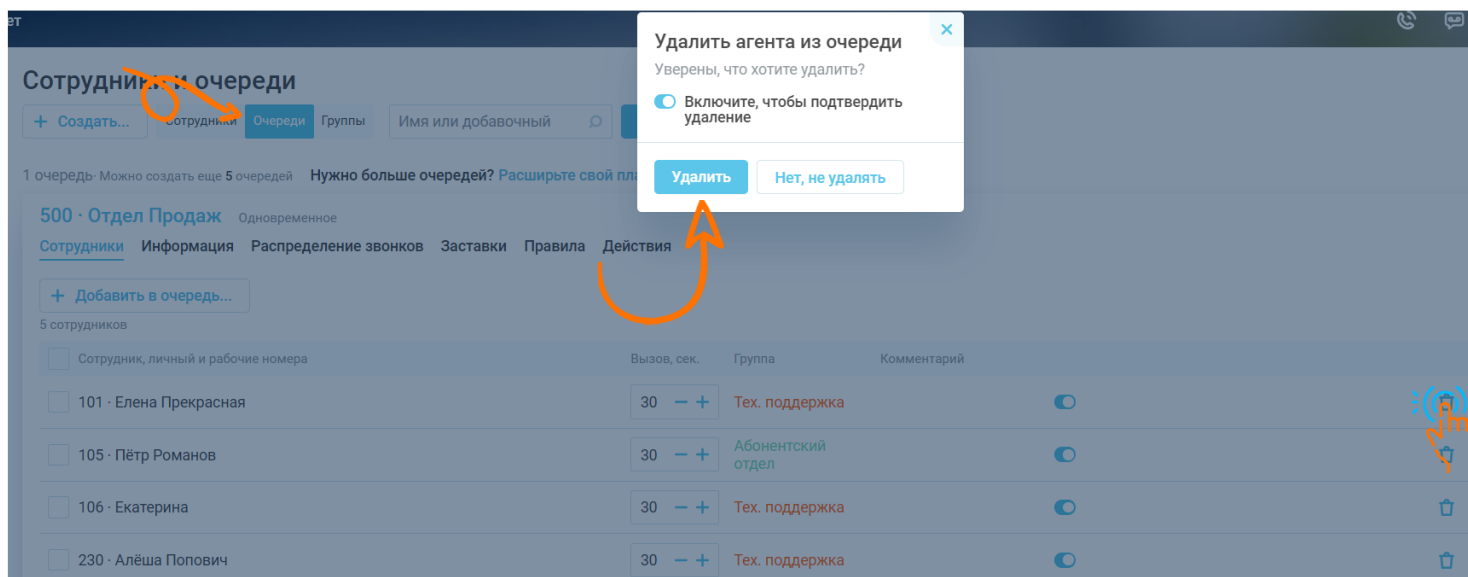 ет
Удалить агента из очереди
Уверены, что хотите удалить?
Включите, чтобы подтвердить
удаление
Удалить
Нет, не удалять
Сотрудники и очереди
+ Создать...
Сотрудники
Очереди
Группы
Имя или добавочный
1 очередь· Можно создать еще 5 очередей Нужно больше очередей? Расширьте свой пла
500 · Отдел Продаж Одновременное
Сотрудники Информация Распределение звонков Заставки Правила Действия
+ Добавить в очередь...
5 сотрудников
Сотрудник, личный и рабочие номера Вызов, сек. Группа Комментарий
101 · Елена Прекрасная 30 − + Тех. поддержка
105 · Пётр Романов 30 − + Абонентский
отдел
106 · Екатерина 30 − + Тех. поддержка
230 · Алёша Попович 30 − + Тех. поддержка